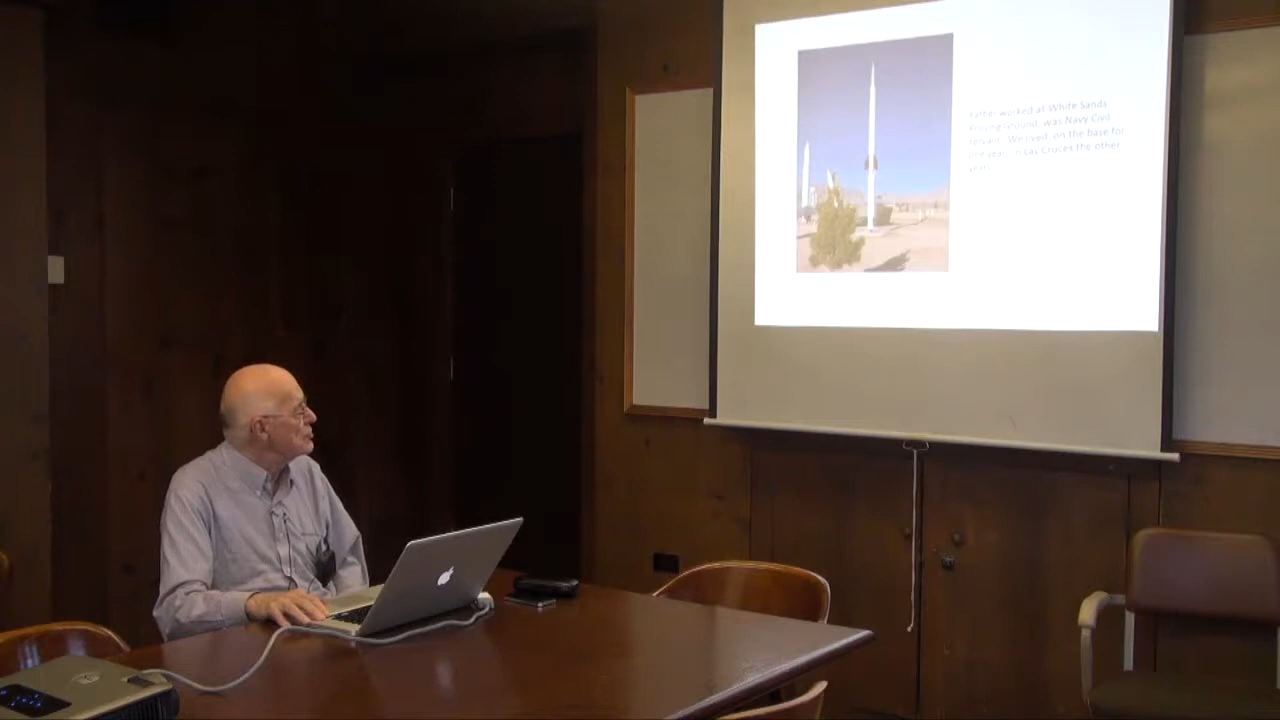 Father worked at White Sands
Proving Ground, was Navy Civil
servant. We lived on the base for
one year, in Las Cruces the other
years